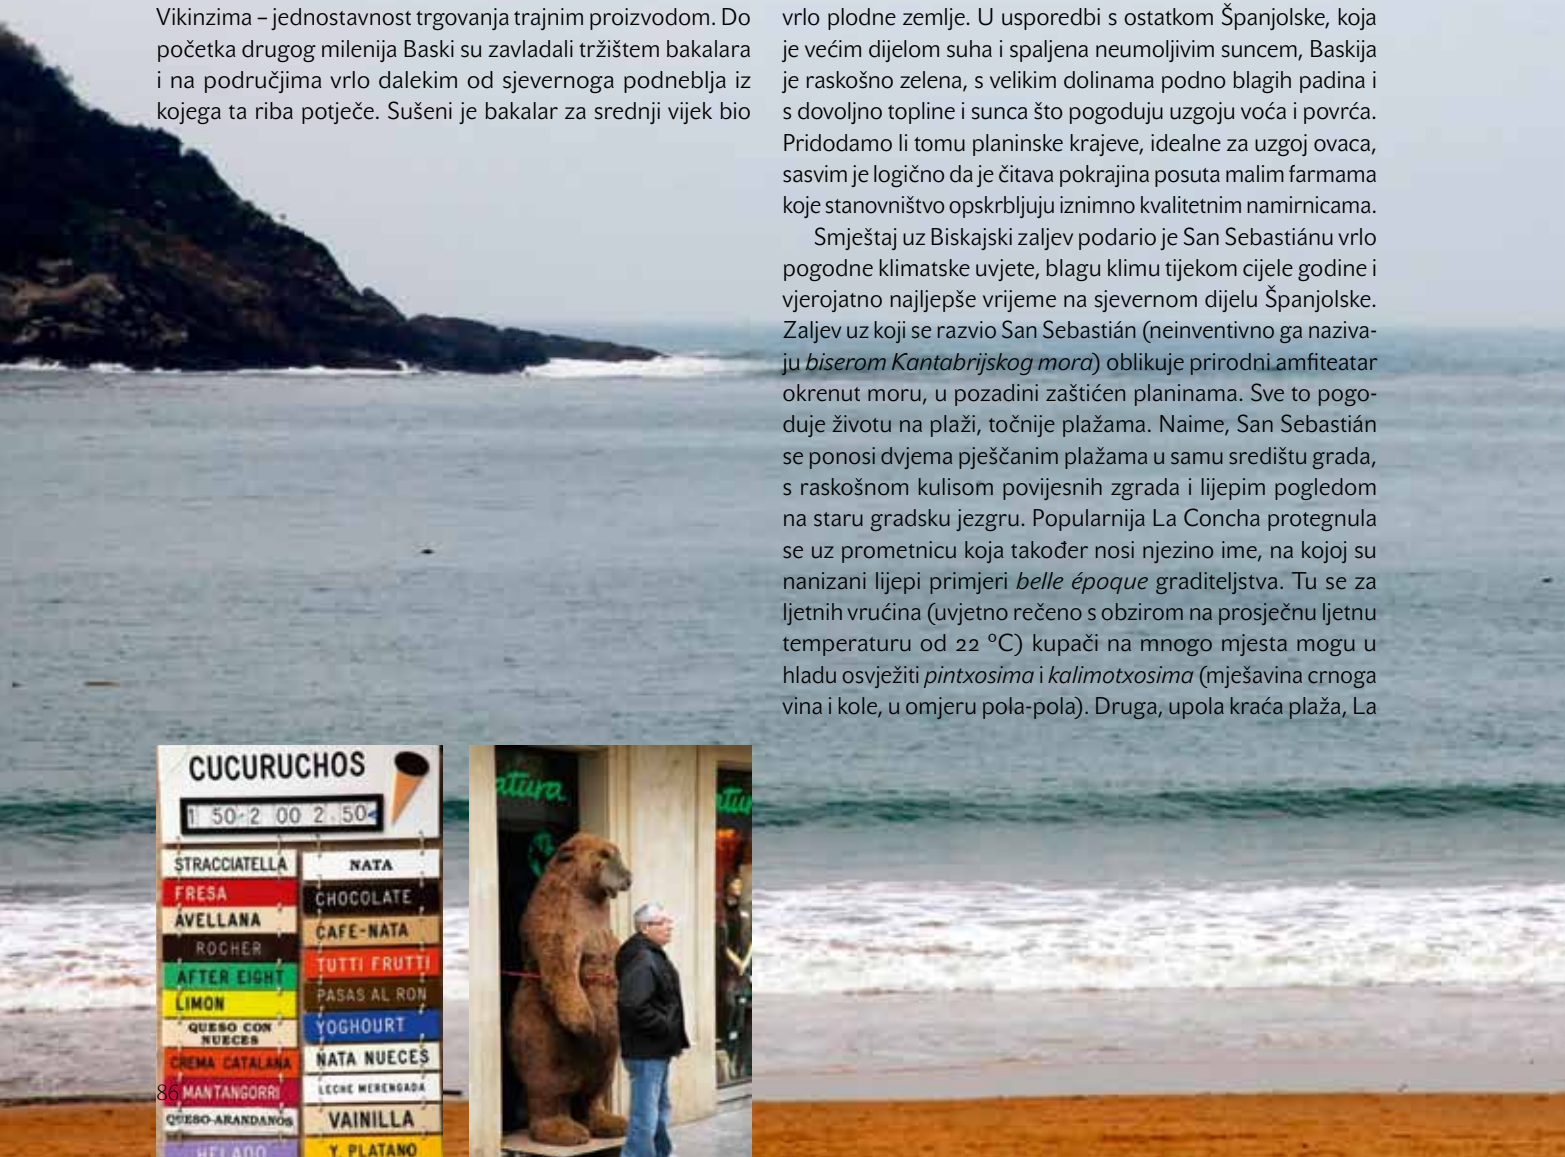 Vikinzima – jednostavnost trgovanja trajnim proizvodom. Do
početka drugog milenija Baski su zavladali tržištem bakalara
i na područjima vrlo dalekim od sjevernoga podneblja iz
kojega ta riba potječe. Sušeni je bakalar za srednji vijek bio
vrlo plodne zemlje. U usporedbi s ostatkom Španjolske, koja
je većim dijelom suha i spaljena neumoljivim suncem, Baskija
je raskošno zelena, s velikim dolinama podno blagih padina i
s dovoljno topline i sunca što pogoduju uzgoju voća i povrća.
Pridodamo li tomu planinske krajeve, idealne za uzgoj ovaca,
sasvim je logično da je čitava pokrajina posuta malim farmama
koje stanovništvo opskrbljuju iznimno kvalitetnim namirnicama.
Smještaj uz Biskajski zaljev podario je San Sebastiánu vrlo
pogodne klimatske uvjete, blagu klimu tijekom cijele godine i
vjerojatno najljepše vrijeme na sjevernom dijelu Španjolske.
Zaljev uz koji se razvio San Sebastián (neinventivno ga naziva-
ju biserom Kantabrijskog mora) oblikuje prirodni amfiteatar
okrenut moru, u pozadini zaštićen planinama. Sve to pogo-
duje životu na plaži, točnije plažama. Naime, San Sebastián
se ponosi dvjema pješčanim plažama u samu središtu grada,
s raskošnom kulisom povijesnih zgrada i lijepim pogledom
na staru gradsku jezgru. Popularnija La Concha protegnula
se uz prometnicu koja također nosi njezino ime, na kojoj su
nanizani lijepi primjeri belle époque graditeljstva. Tu se za
ljetnih vrućina (uvjetno rečeno s obzirom na prosječnu ljetnu
temperaturu od 22 °C) kupači na mnogo mjesta mogu u
hladu osvježiti pintxosima i kalimotxosima (mješavina crnoga
vina i kole, u omjeru pola-pola). Druga, upola kraća plaža, La
CUCURUCHOS
1 50-2 00 2.50
STRACCIATELLA
FRESA
AVELLANA
ROCHER
AFTER EIGHT
LIMON
QUESO CON
NUECES
CREMA CATALANA
MANTANGORRI
QUESO-ARANDANOS
HELADO
NATA
CHOCOLATE
CAFE-NATA
TUTTI FRUTTI
PASAS AL RON
YOGHOURT
NATA NUECES
LECHE MERENGADA
VAINILLA
Y. PLATANO
atura
atu
86